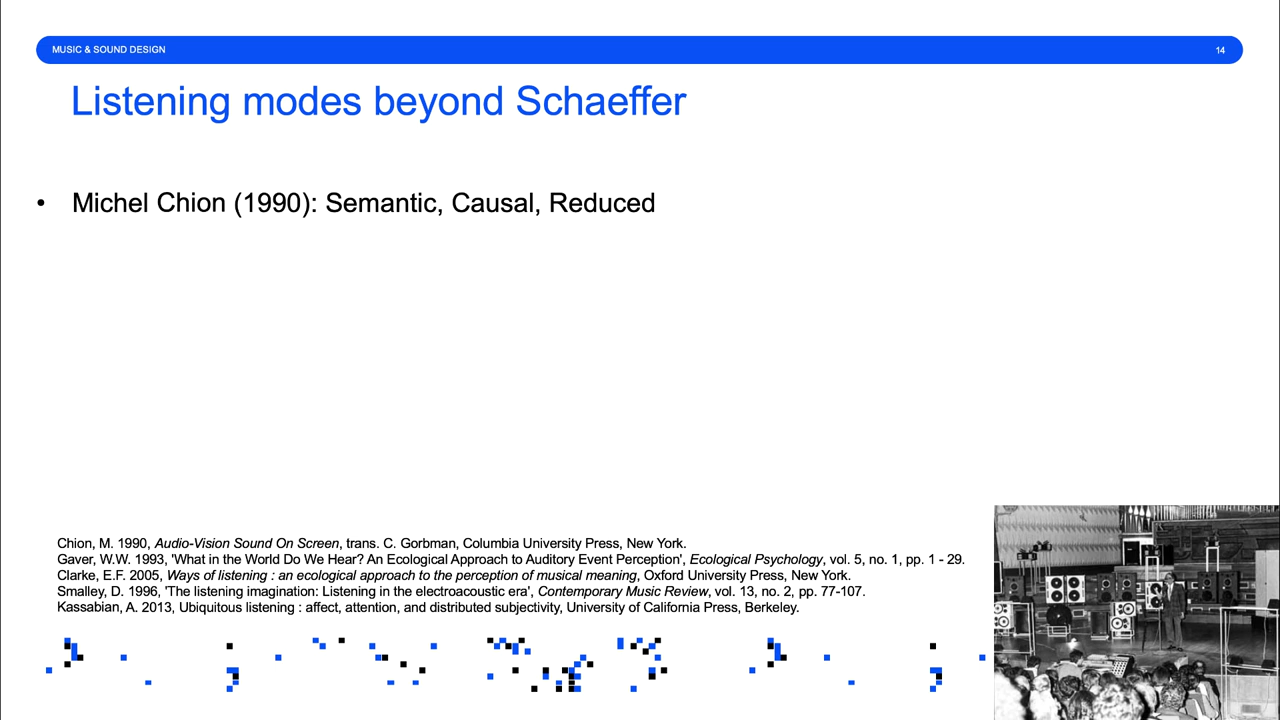 MUSIC & SOUND DESIGN
14
Listening modes beyond Schaeffer
• Michel Chion (1990): Semantic, Causal, Reduced
Chion, M. 1990, Audio-Vision Sound On Screen, trans. C. Gorbman, Columbia University Press, New York.
Gaver, W.W. 1993, 'What in the World Do We Hear? An Ecological Approach to Auditory Event Perception', Ecological Psychology, vol. 5, no. 1, pp. 1 - 29.
Clarke, E.F. 2005, Ways of listening : an ecological approach to the perception of musical meaning, Oxford University Press, New York.
Smalley, D. 1996, 'The listening imagination: Listening in the electroacoustic era', Contemporary Music Review, vol. 13, no. 2, pp. 77-107.
Kassabian, A. 2013, Ubiquitous listening : affect, attention, and distributed subjectivity, University of California Press, Berkeley.